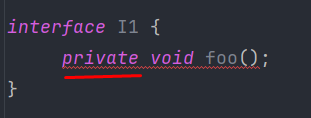 interface I1 {
private void foo();
}